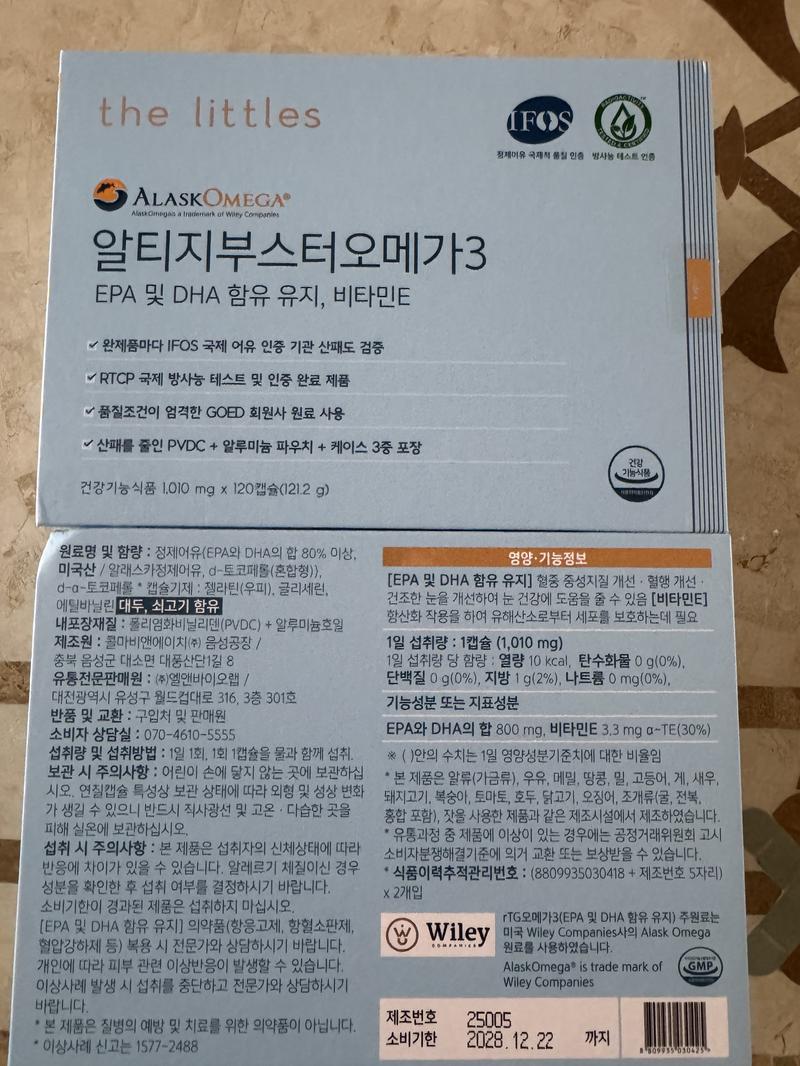 the littles
IFOS
정제어유 국제적 품질 인증
RADIOACTIVITY
TESTED & CERTIFIED
방사능 테스트 인증
ALASKOMEGA®
AlaskOmegais a trademark of Wiley Companies
알티지부스터오메가3
EPA 및 DHA 함유 유지, 비타민E
✓ 완제품마다 IFOS 국제 어유 인증 기관 산패도 검증
✓ RTCP 국제 방사능 테스트 및 인증 완료 제품
✓ 품질조건이 엄격한 GOED 회원사 원료 사용
✓ 산패를 줄인 PVDC + 알루미늄 파우치 + 케이스 3중 포장
건강기능식품 1,010 mg x 120캡슐(121.2 g)
건강
기능식품
식품의약품안전처
원료명 및 함량 : 정제어유(EPA와 DHA의 합 80% 이상,
미국산 / 알래스카정제어유, d-토코페롤(혼합형)),
d-α-토코페롤 * 캡슐기제 : 젤라틴(우피), 글리세린,
에틸바닐린 대두, 쇠고기 함유
내포장재질 : 폴리염화비닐리덴(PVDC) + 알루미늄호일
제조원 : 콜마비앤에이치㈜ 음성공장 /
충북 음성군 대소면 대풍산단1길 8
유통전문판매원 : ㈜엘앤바이오랩 /
대전광역시 유성구 월드컵대로 316, 3층 301호
반품 및 교환 : 구입처 및 판매원
소비자 상담실 : 070-4610-5555
섭취량 및 섭취방법 : 1일 1회, 1회 1캡슐을 물과 함께 섭취.
보관 시 주의사항 : 어린이 손에 닿지 않는 곳에 보관하십
시오. 연질캡슐 특성상 보관 상태에 따라 외형 및 성상 변화
가 생길 수 있으니 반드시 직사광선 및 고온 · 다습한 곳을
피해 실온에 보관하십시오.
섭취 시 주의사항 : 본 제품은 섭취자의 신체상태에 따라
반응에 차이가 있을 수 있습니다. 알레르기 체질이신 경우
성분을 확인한 후 섭취 여부를 결정하시기 바랍니다.
소비기한이 경과된 제품은 섭취하지 마십시오.
[EPA 및 DHA 함유 유지] 의약품(항응고제, 항혈소판제,
혈압강하제 등) 복용 시 전문가와 상담하시기 바랍니다.
개인에 따라 피부 관련 이상반응이 발생할 수 있습니다.
이상사례 발생 시 섭취를 중단하고 전문가와 상담하시기
바랍니다.
* 본 제품은 질병의 예방 및 치료를 위한 의약품이 아닙니다.
* 이상사례 신고는 1577-2488
영양·기능정보
[EPA 및 DHA 함유 유지] 혈중 중성지질 개선 · 혈행 개선 ·
건조한 눈을 개선하여 눈 건강에 도움을 줄 수 있음 [비타민E]
항산화 작용을 하여 유해산소로부터 세포를 보호하는데 필요
1일 섭취량 : 1캡슐 (1,010 mg)
1일 섭취량 당 함량 : 열량 10 kcal, 탄수화물 0 g(0%),
단백질 0 g(0%), 지방 1 g(2%), 나트륨 0 mg(0%),
기능성분 또는 지표성분
EPA와 DHA의 합 800 mg, 비타민E 3.3 mg α-TE(30%)
※ ( )안의 수치는 1일 영양성분기준치에 대한 비율임
* 본 제품은 알류(가금류), 우유, 메밀, 땅콩, 밀, 고등어, 게, 새우,
돼지고기, 복숭아, 토마토, 호두, 닭고기, 오징어, 조개류(굴, 전복,
홍합 포함), 잣을 사용한 제품과 같은 제조시설에서 제조하였습니다.
* 유통과정 중 제품에 이상이 있는 경우에는 공정거래위원회 고시
소비자분쟁해결기준에 의거 교환 또는 보상받을 수 있습니다.
* 식품이력추적관리번호 : (8809935030418 + 제조번호 5자리)
x 2개입
Wiley
COMPANIES
rTG오메가3(EPA 및 DHA 함유 유지) 주원료는
미국 Wiley Companies사의 Alask Omega
원료를 사용하였습니다.
AlaskOmega® is trade mark of
Wiley Companies
GMP
제조번호 25005
소비기한 2028.12.22 까지
8 809935 030425